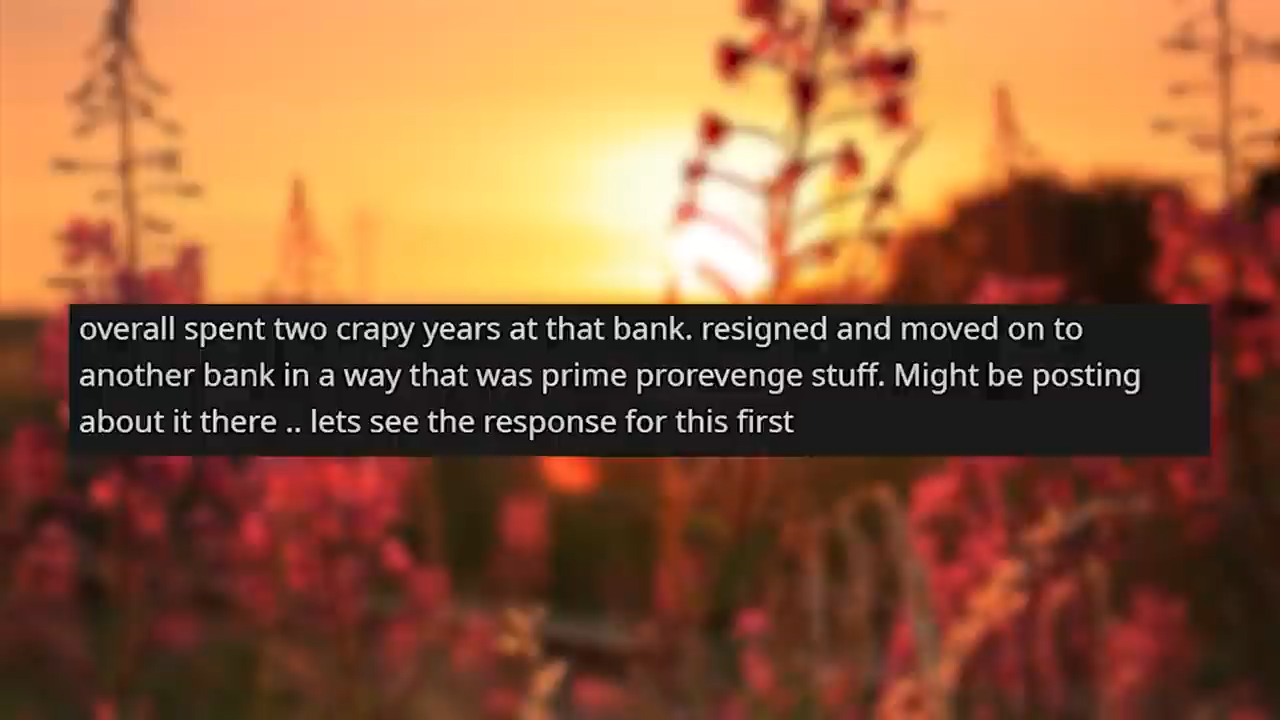 overall spent two crapy years at that bank. resigned and moved on to
another bank in a way that was prime prorevenge stuff. Might be posting
about it there .. lets see the response for this first